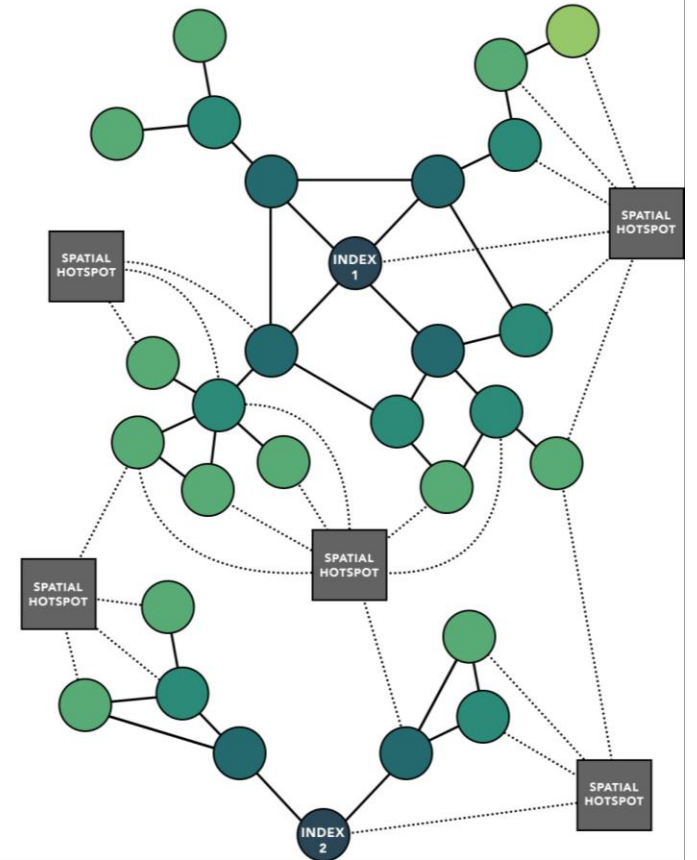 SPATIAL
HOTSPOT
INDEX
1
SPATIAL
HOTSPOT
SPATIAL
HOTSPOT
SPATIAL
HOTSPOT
SPATIAL
HOTSPOT
INDEX
2